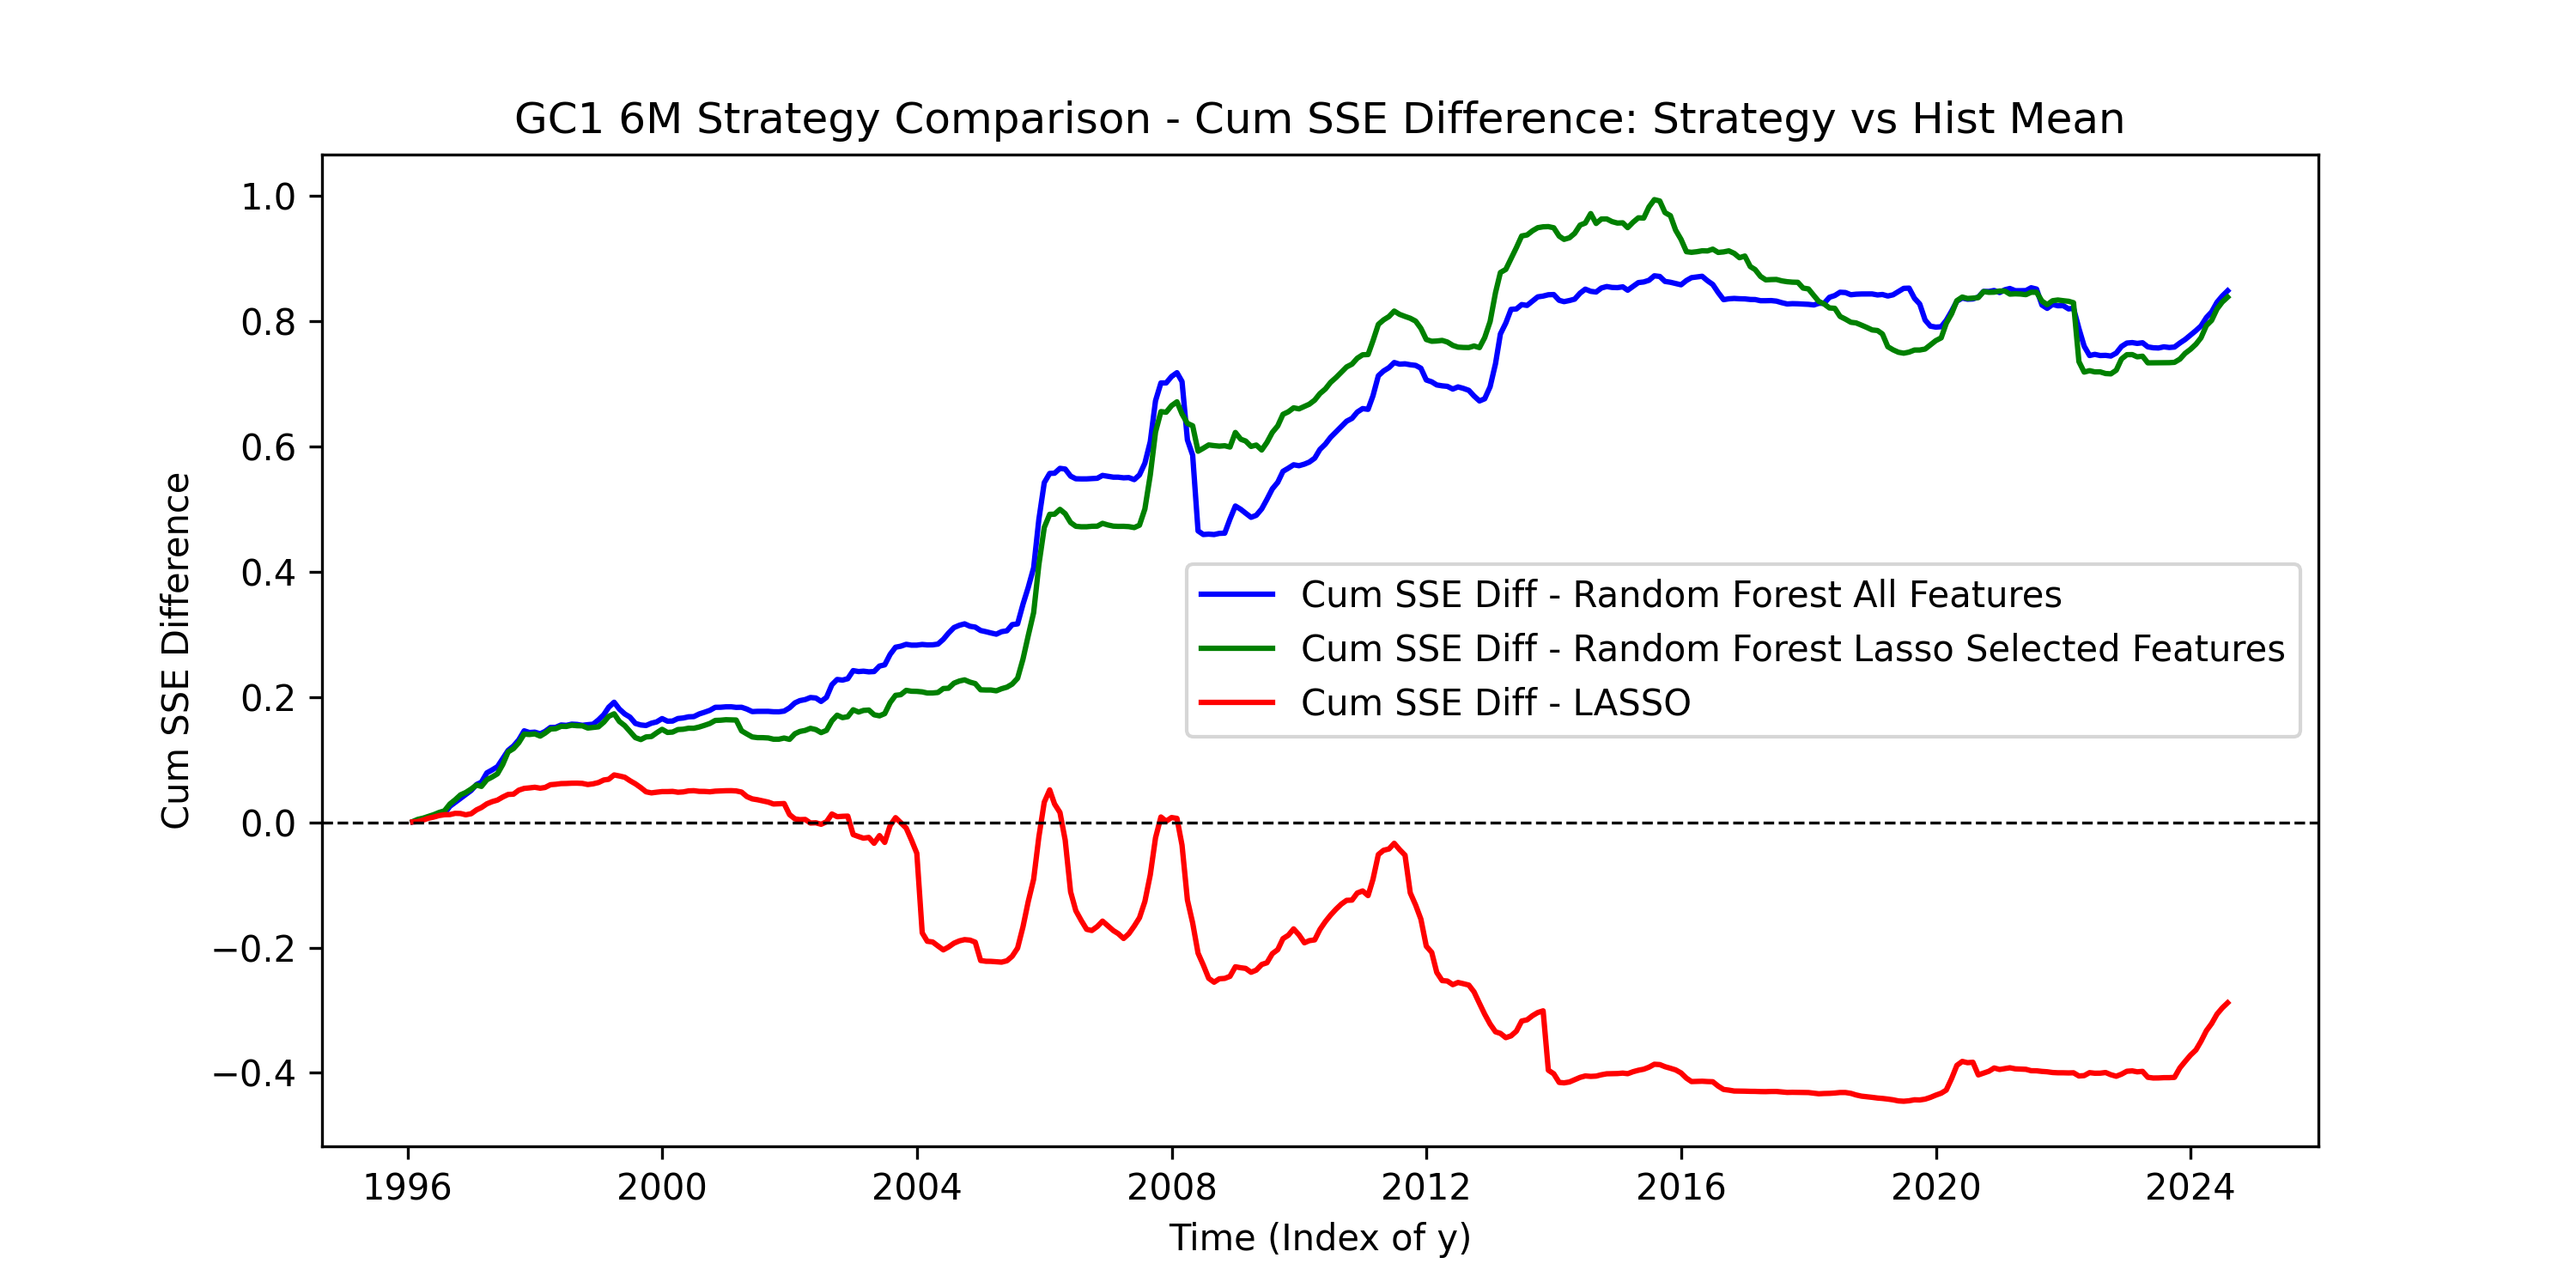 GC1 6M Strategy Comparison - Cum SSE Difference: Strategy vs Hist Mean
1.0
0.8
0.6
0.4
0.2
0.0
−0.2
−0.4
Cum SSE Difference
Cum SSE Diff - Random Forest All Features
Cum SSE Diff - Random Forest Lasso Selected Features
Cum SSE Diff - LASSO
1996 2000 2004 2008 2012 2016 2020 2024
Time (Index of y)